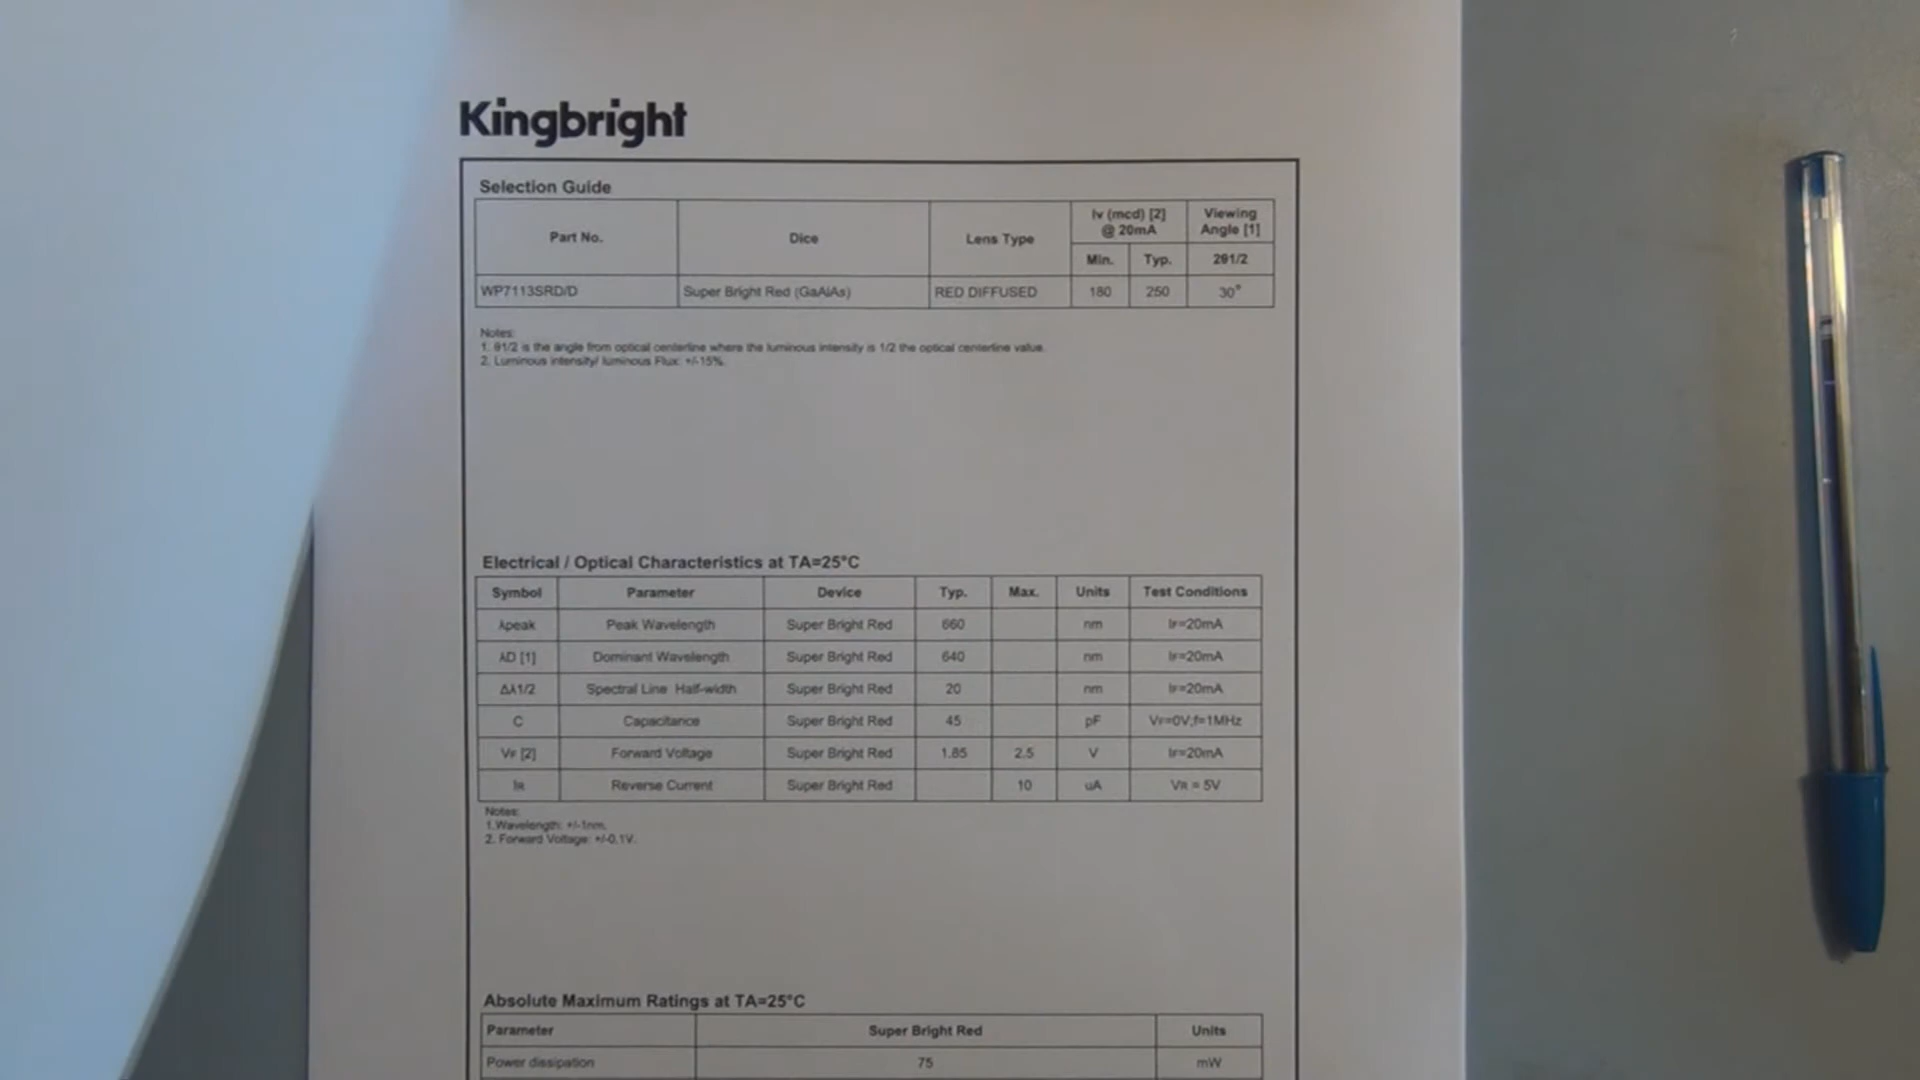 Kingbright
Selection Guide
Part No. Dice Lens Type Iv (mcd) [2] @ 20mA Viewing Angle [1]
Min. Typ. 2θ1/2
WP7113SRD/D Super Bright Red (GaAlAs) RED DIFFUSED 180 250 30°
Notes:
1. θ1/2 is the angle from optical centerline where the luminous intensity is 1/2 the optical centerline value.
2. Luminous intensity/ luminous Flux: +/-15%.
Electrical / Optical Characteristics at TA=25°C
Symbol Parameter Device Typ. Max. Units Test Conditions
λpeak Peak Wavelength Super Bright Red 660 nm IF=20mA
λD [1] Dominant Wavelength Super Bright Red 640 nm IF=20mA
Δλ1/2 Spectral Line Half-width Super Bright Red 20 nm IF=20mA
C Capacitance Super Bright Red 45 pF VF=0V;f=1MHz
VF [2] Forward Voltage Super Bright Red 1.85 2.5 V IF=20mA
IR Reverse Current Super Bright Red 10 uA VR = 5V
Notes:
1.Wavelength: +/-1nm.
2. Forward Voltage: +/-0.1V.
Absolute Maximum Ratings at TA=25°C
Parameter Super Bright Red Units
Power dissipation 75 mW